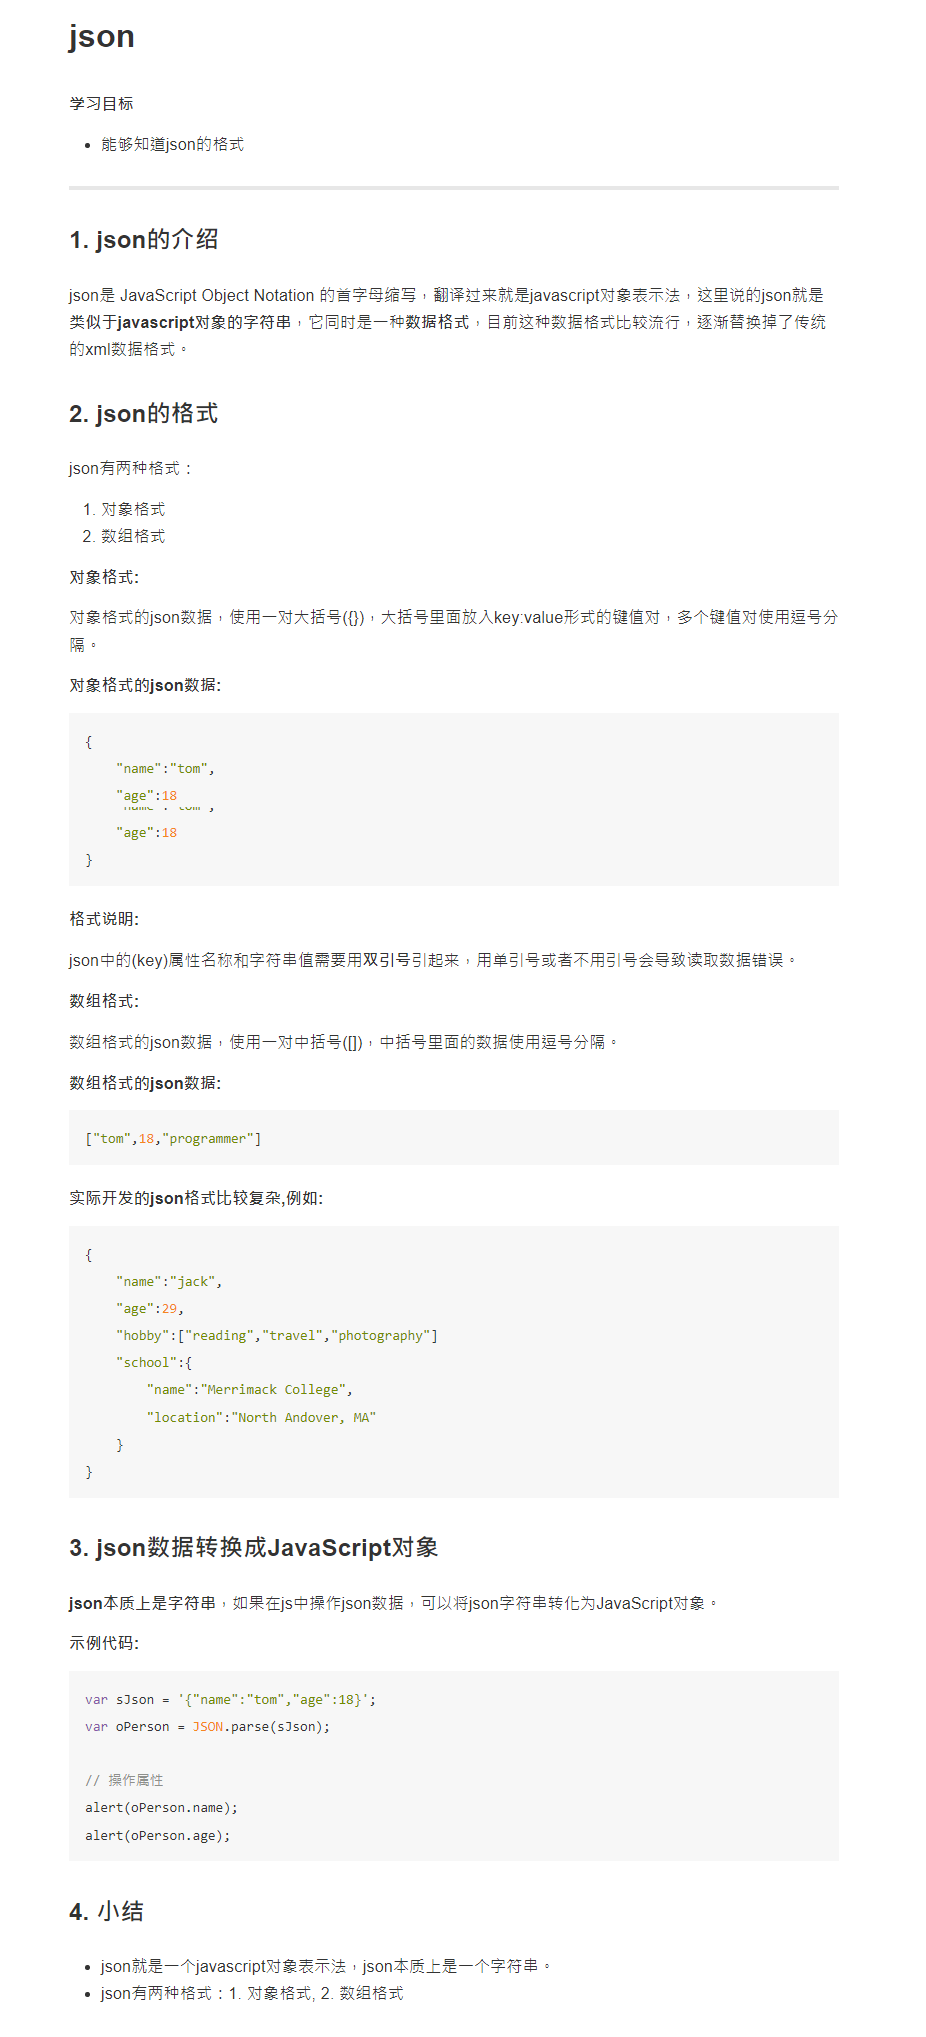 json
学习目标
• 能够知道json的格式
1. json的介绍
json是 JavaScript Object Notation 的首字母缩写，翻译过来就是javascript对象表示法，这里说的json就是
类似于javascript对象的字符串，它同时是一种数据格式，目前这种数据格式比较流行，逐渐替换掉了传统
的xml数据格式。
2. json的格式
json有两种格式：
1. 对象格式
2. 数组格式
对象格式:
对象格式的json数据，使用一对大括号({})，大括号里面放入key:value形式的键值对，多个键值对使用逗号分
隔。
对象格式的json数据:
{
    "name":"tom",
    "age":18
    "age":18
}
格式说明:
json中的(key)属性名称和字符串值需要用双引号引起来，用单引号或者不用引号会导致读取数据错误。
数组格式:
数组格式的json数据，使用一对中括号([])，中括号里面的数据使用逗号分隔。
数组格式的json数据:
["tom",18,"programmer"]
实际开发的json格式比较复杂,例如:
{
    "name":"jack",
    "age":29,
    "hobby":["reading","travel","photography"]
    "school":{
        "name":"Merrimack College",
        "location":"North Andover, MA"
    }
}
3. json数据转换成JavaScript对象
json本质上是字符串，如果在js中操作json数据，可以将json字符串转化为JavaScript对象。
示例代码:
var sJson = '{"name":"tom","age":18}';
var oPerson = JSON.parse(sJson);
// 操作属性
alert(oPerson.name);
alert(oPerson.age);
4. 小结
• json就是一个javascript对象表示法，json本质上是一个字符串。
• json有两种格式：1. 对象格式, 2. 数组格式